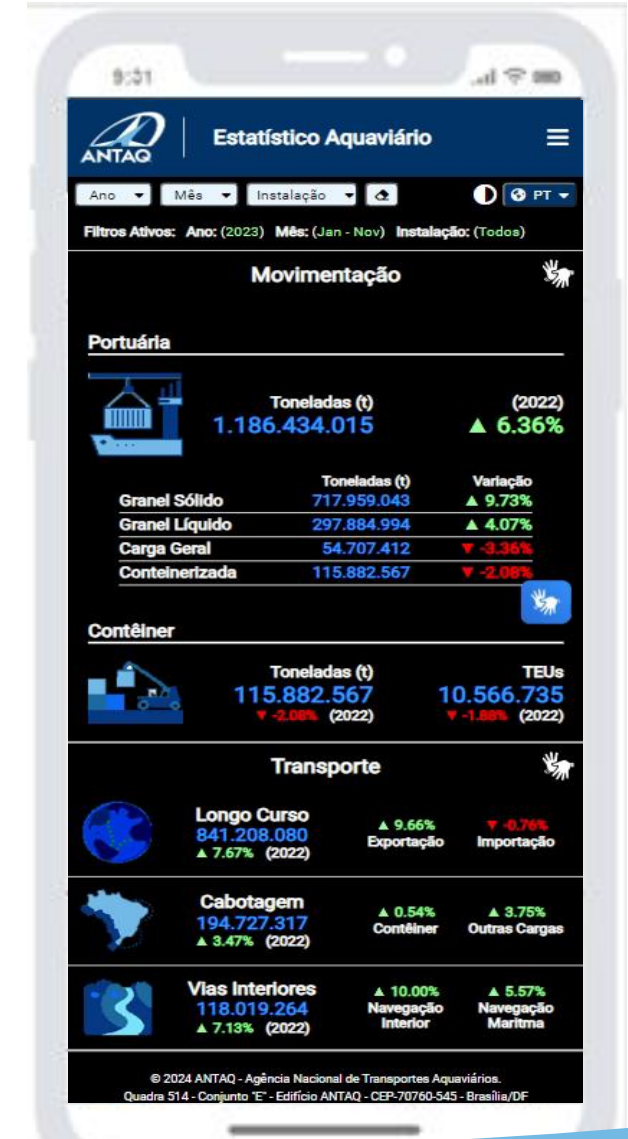 9:31
ANTAQ
Estatístico Aquaviário
Ano Mês Instalação PT
Filtros Ativos: Ano: (2023) Mês: (Jan - Nov) Instalação: (Todos)
Movimentação
Portuária
Toneladas (t) (2022)
1.186.434.015 ▲ 6.36%
Toneladas (t) Variação
Granel Sólido 717.959.043 ▲ 9.73%
Granel Líquido 297.884.994 ▲ 4.07%
Carga Geral 54.707.412 ▼ -3.36%
Conteinerizada 115.882.567 ▼ -2.08%
Contêiner
Toneladas (t) TEUs
115.882.567 10.566.735
▼ -2.08% (2022) ▼ -1.88% (2022)
Transporte
Longo Curso
841.208.080 ▲ 9.66% ▼ -0.76%
▲ 7.67% (2022) Exportação Importação
Cabotagem
194.727.317 ▲ 0.54% ▲ 3.75%
▲ 3.47% (2022) Contêiner Outras Cargas
Vias Interiores ▲ 10.00% ▲ 5.57%
118.019.264 Navegação Navegação
▲ 7.13% (2022) Interior Maritma
© 2024 ANTAQ - Agência Nacional de Transportes Aquaviários.
Quadra 514 - Conjunto "E" - Edifício ANTAQ - CEP-70760-545 - Brasília/DF